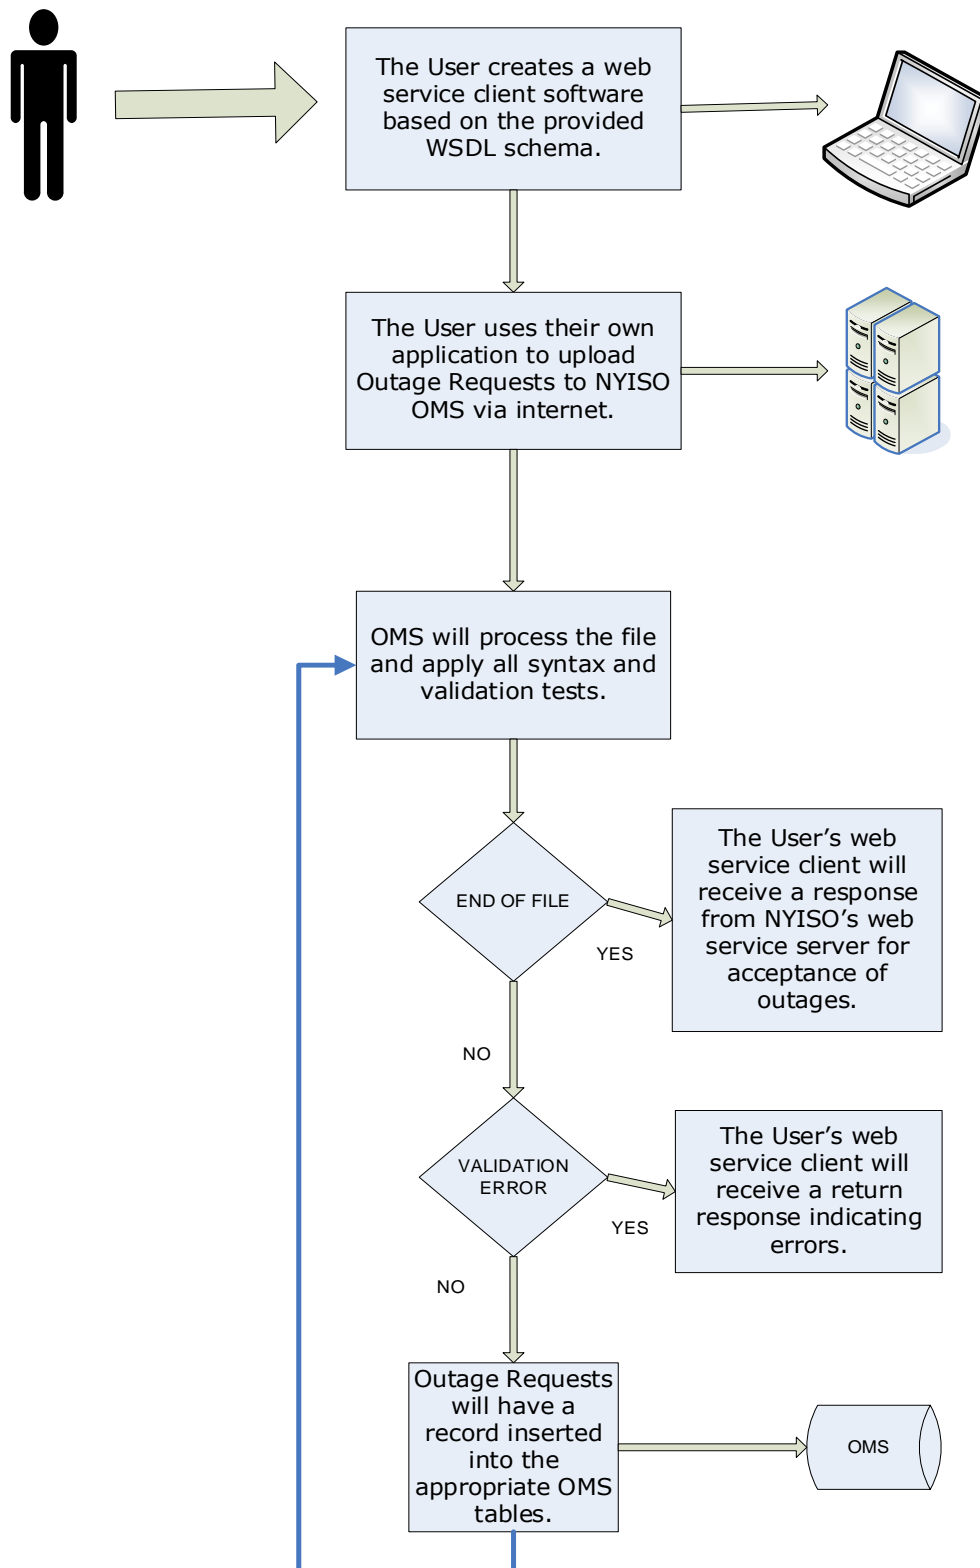 The User creates a web
service client software
based on the provided
WSDL schema.
The User uses their own
application to upload
Outage Requests to NYISO
OMS via internet.
OMS will process the file
and apply all syntax and
validation tests.
END OF FILE
YES
The User’s web
service client will
receive a response
from NYISO’s web
service server for
acceptance of
outages.
NO
VALIDATION
ERROR
YES
The User’s web
service client will
receive a return
response indicating
errors.
NO
Outage Requests
will have a
record inserted
into the
appropriate OMS
tables.
OMS